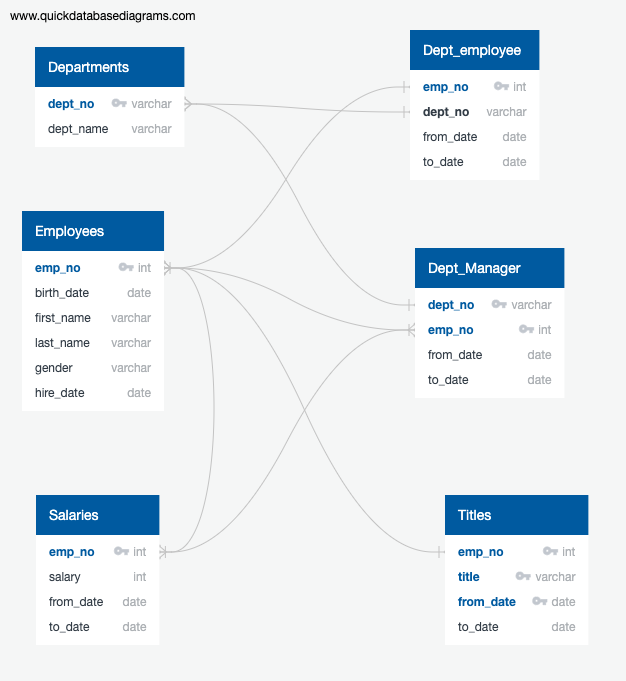 www.quickdatabasediagrams.com
Departments
dept_no varchar
dept_name varchar
Dept_employee
emp_no int
dept_no varchar
from_date date
to_date date
Employees
emp_no int
birth_date date
first_name varchar
last_name varchar
gender varchar
hire_date date
Dept_Manager
dept_no varchar
emp_no int
from_date date
to_date date
Salaries
emp_no int
salary int
from_date date
to_date date
Titles
emp_no int
title varchar
from_date date
to_date date